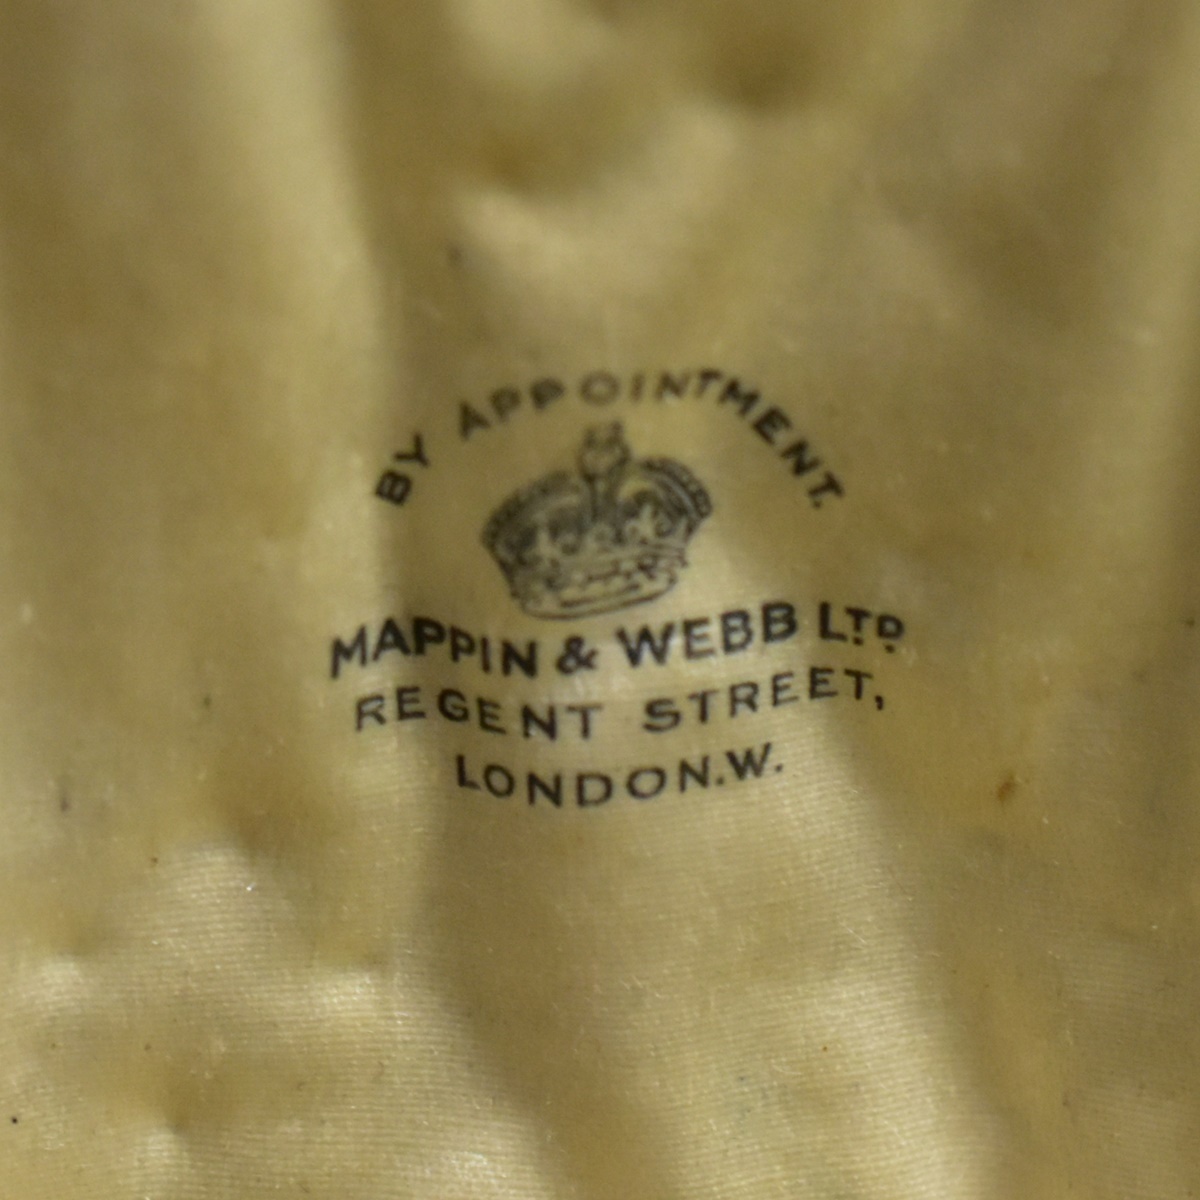 BY APPOINTMENT.
MAPPIN & WEBB LTD
REGENT STREET,
LONDON.W.